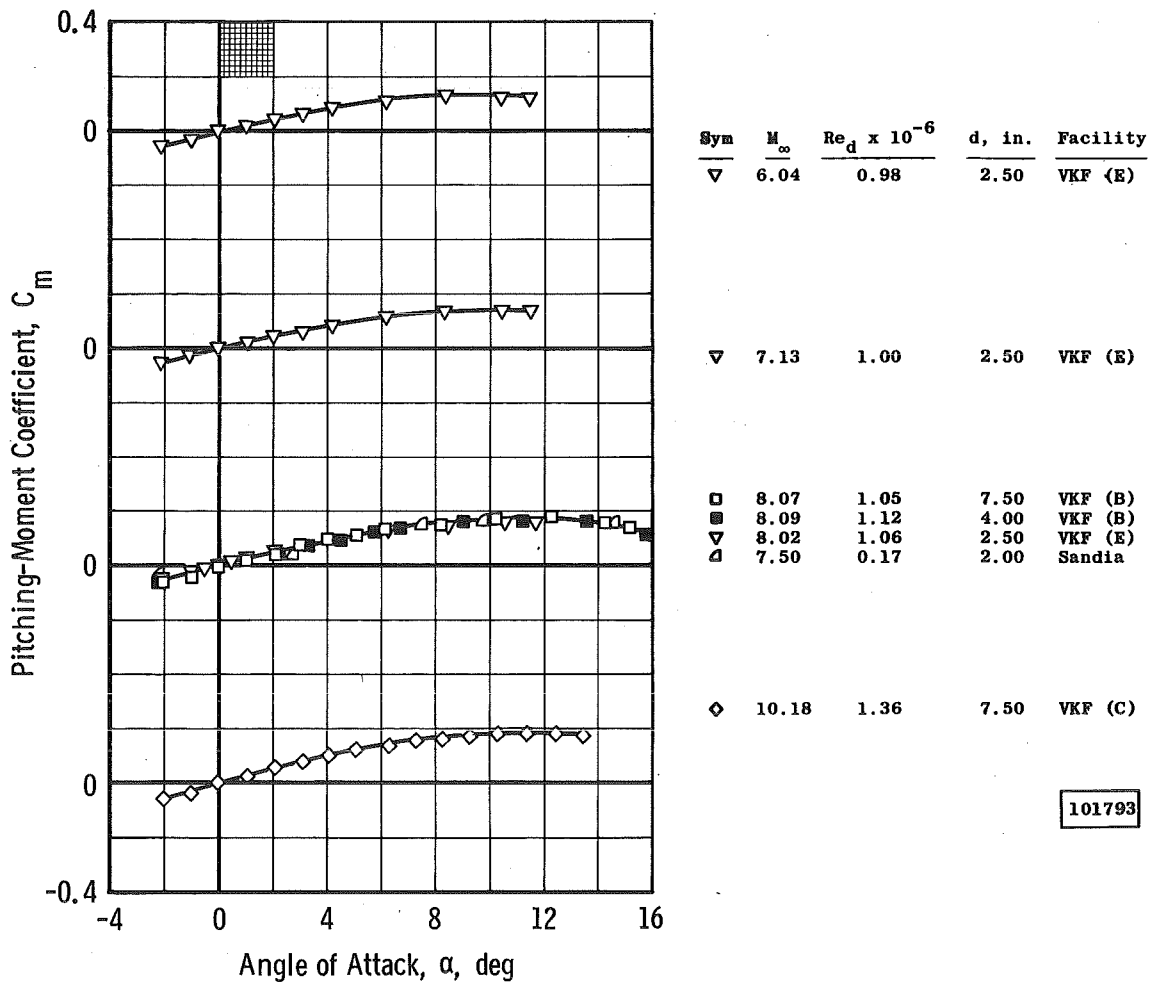 0.4
0
0
0
0
-0.4
-4 0 4 8 12 16
Pitching-Moment Coefficient, Cm
Angle of Attack, α, deg
Sym M∞ Re_d x 10^-6 d, in. Facility
▽ 6.04 0.98 2.50 VKF (E)
▽ 7.13 1.00 2.50 VKF (E)
□ 8.07 1.05 7.50 VKF (B)
■ 8.09 1.12 4.00 VKF (B)
▽ 8.02 1.06 2.50 VKF (E)
7.50 0.17 2.00 Sandia
◇ 10.18 1.36 7.50 VKF (C)
101793